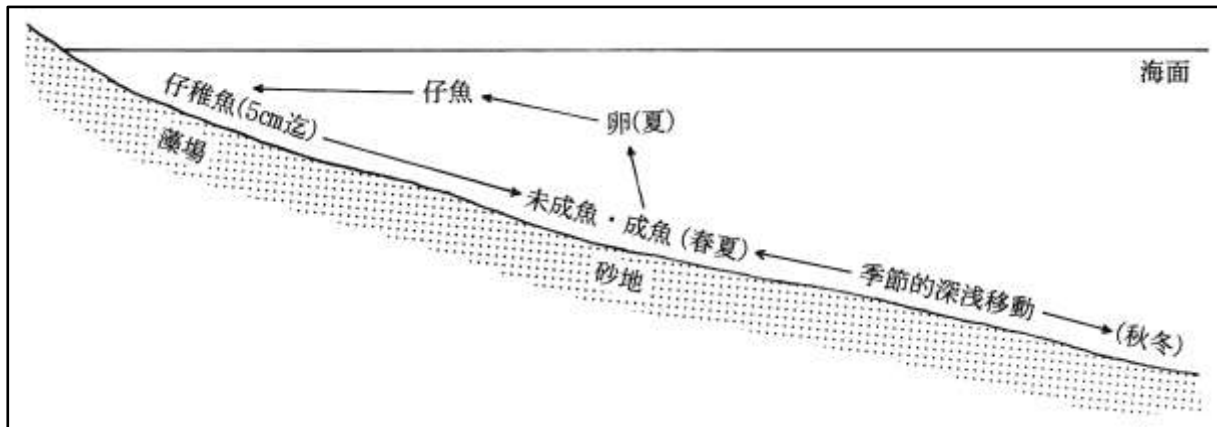 海面
仔稚魚(5cm迄)
仔魚
卵(夏)
藻場
未成魚・成魚(春夏)
砂地
季節的深浅移動
(秋冬)